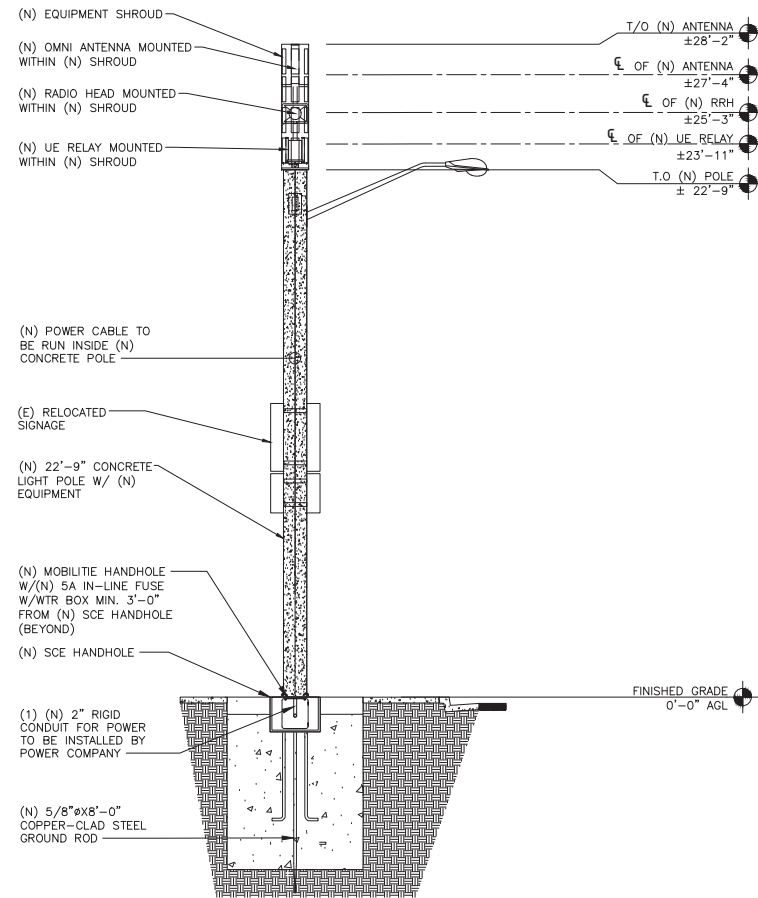 (N) EQUIPMENT SHROUD
(N) OMNI ANTENNA MOUNTED
WITHIN (N) SHROUD
(N) RADIO HEAD MOUNTED
WITHIN (N) SHROUD
(N) UE RELAY MOUNTED
WITHIN (N) SHROUD
(N) POWER CABLE TO
BE RUN INSIDE (N)
CONCRETE POLE
(E) RELOCATED
SIGNAGE
(N) 22'-9" CONCRETE
LIGHT POLE W/ (N)
EQUIPMENT
(N) MOBILITIE HANDHOLE
W/(N) 5A IN-LINE FUSE
W/WTR BOX MIN. 3'-0"
FROM (N) SCE HANDHOLE
(BEYOND)
(N) SCE HANDHOLE
(1) (N) 2" RIGID
CONDUIT FOR POWER
TO BE INSTALLED BY
POWER COMPANY
(N) 5/8"øX8'-0"
COPPER-CLAD STEEL
GROUND ROD
T/O (N) ANTENNA
±28'-2"
℄ OF (N) ANTENNA
±27'-4"
℄ OF (N) RRH
±25'-3"
℄ OF (N) UE RELAY
±23'-11"
T.O (N) POLE
± 22'-9"
FINISHED GRADE
0'-0" AGL